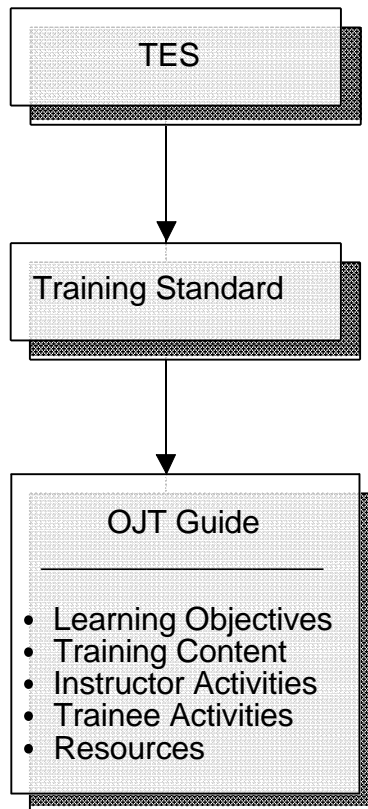 TES
Training Standard
OJT Guide
• Learning Objectives
• Training Content
• Instructor Activities
• Trainee Activities
• Resources